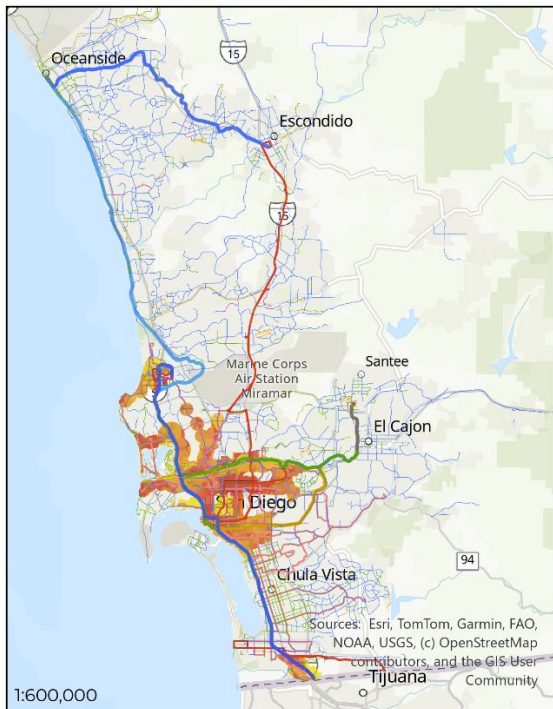 Oceanside
15
Escondido
15
Marine Corps
Air Station
Miramar
Santee
El Cajon
San Diego
94
Chula Vista
Sources: Esri, TomTom, Garmin, FAO,
NOAA, USGS, (c) OpenStreetMap
contributors, and the GIS User
Community
Tijuana
1:600,000